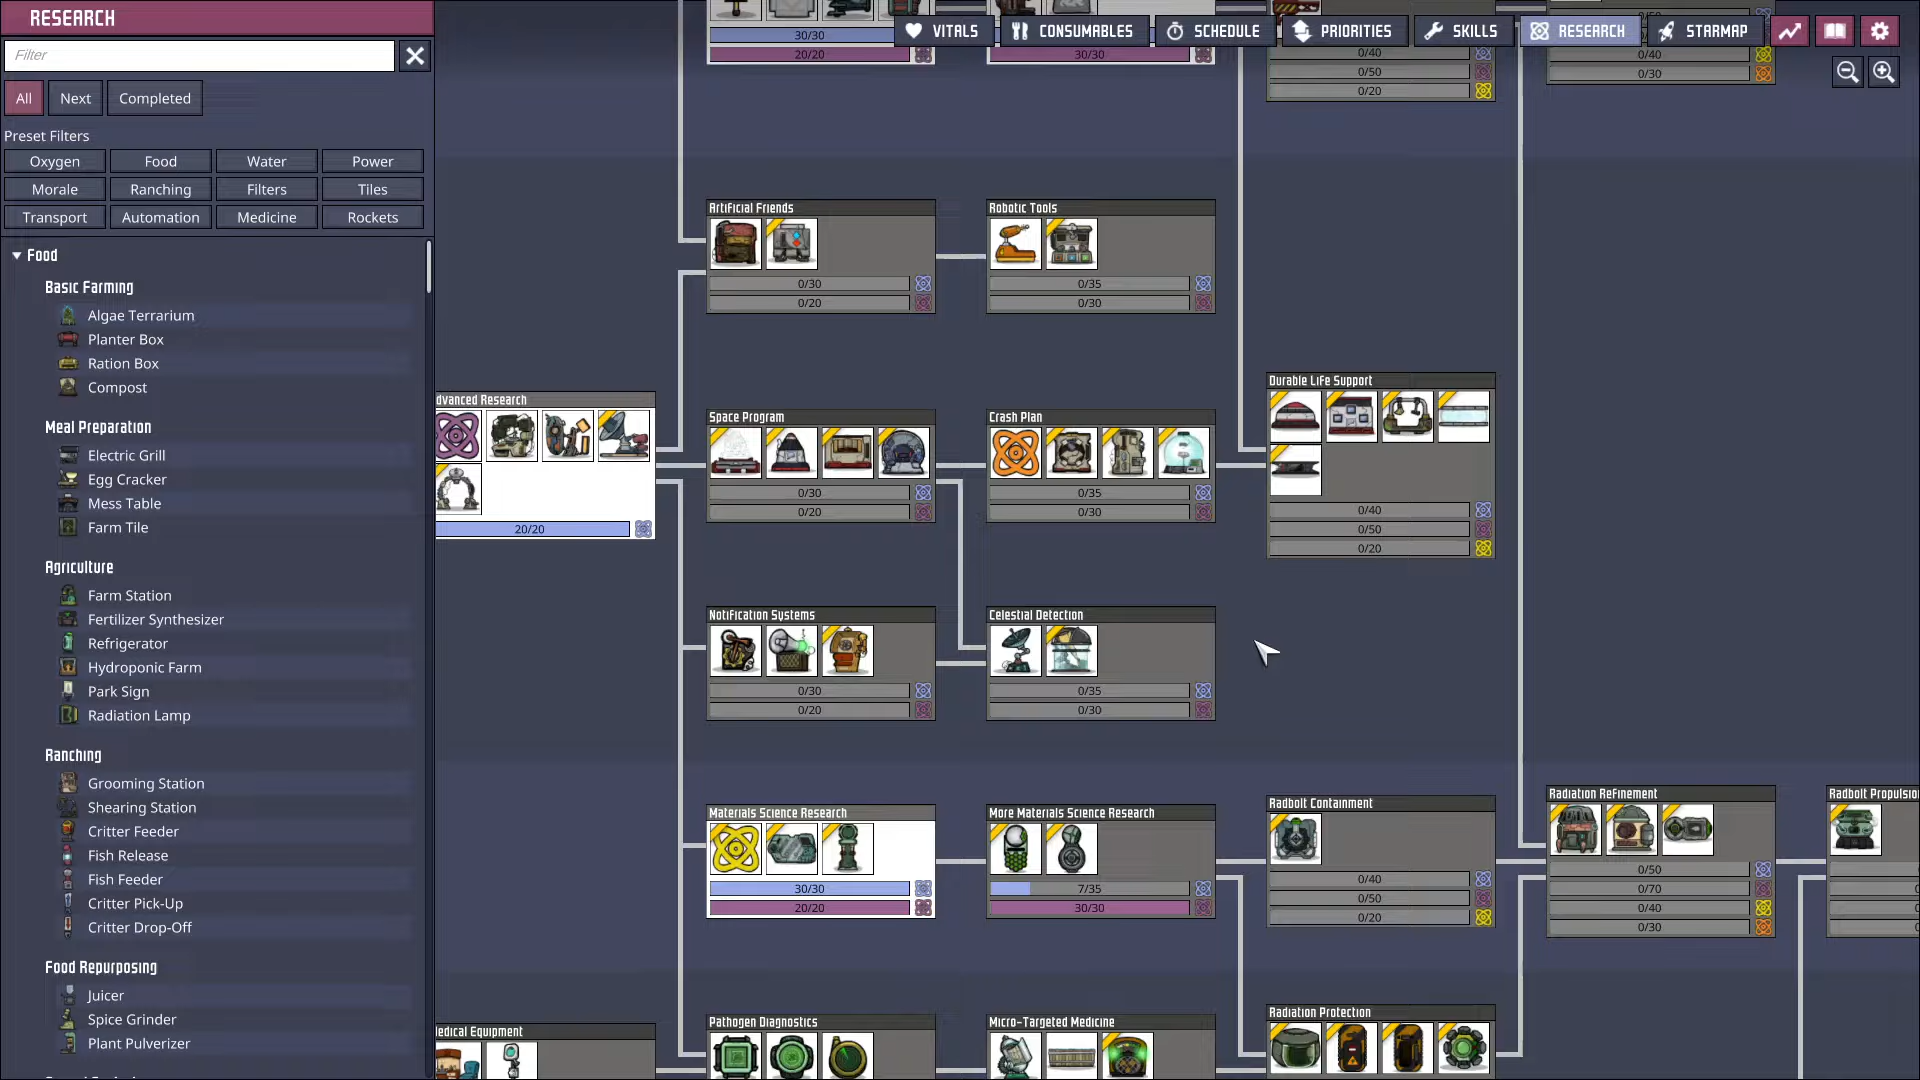 RESEARCH
VITALS
CONSUMABLES
SCHEDULE
PRIORITIES
SKILLS
RESEARCH
STARMAP
Filter
All
Next
Completed
Preset Filters
Oxygen
Food
Water
Power
Morale
Ranching
Filters
Tiles
Transport
Automation
Medicine
Rockets
Food
Basic Farming
Algae Terrarium
Planter Box
Ration Box
Compost
Meal Preparation
Electric Grill
Egg Cracker
Mess Table
Farm Tile
Agriculture
Farm Station
Fertilizer Synthesizer
Refrigerator
Hydroponic Farm
Park Sign
Radiation Lamp
Ranching
Grooming Station
Shearing Station
Critter Feeder
Fish Release
Fish Feeder
Critter Pick-Up
Critter Drop-Off
Food Repurposing
Juicer
Spice Grinder
Plant Pulverizer
30/30
20/20
30/30
0/40
0/50
0/20
0/40
0/30
Artificial Friends
0/30
0/20
Robotic Tools
0/35
0/30
dvanced Research
20/20
Space Program
0/30
0/20
Crash Plan
0/35
0/30
Durable Life Support
0/40
0/50
0/20
Notification Systems
0/30
0/20
Celestial Detection
0/35
0/30
Materials Science Research
30/30
20/20
More Materials Science Research
7/35
30/30
Radbolt Containment
0/40
0/50
0/20
Radiation Refinement
0/50
0/70
0/40
0/30
Radbolt Propulsio
edical Equipment
Pathogen Diagnostics
Micro-Targeted Medicine
Radiation Protection